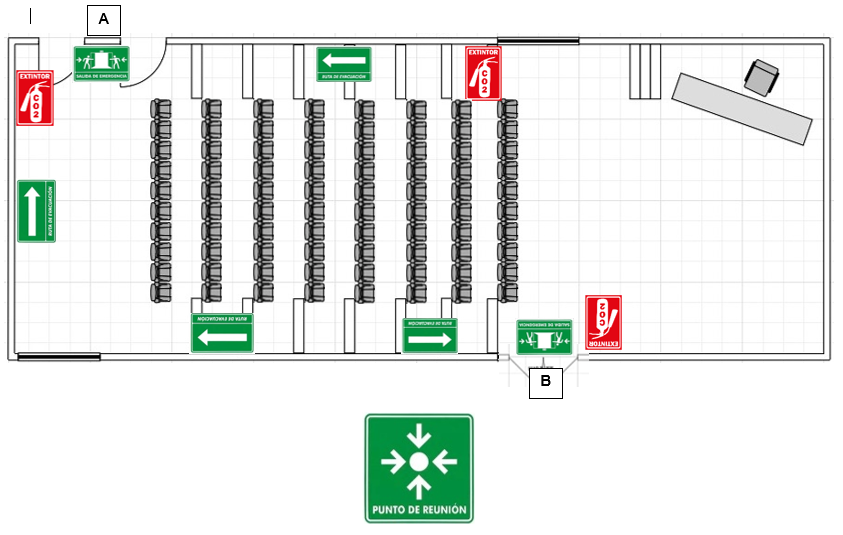 A
SALIDA DE EMERGENCIA
EXTINTOR
CO2
RUTA DE EVACUACIÓN
EXTINTOR
CO2
RUTA DE EVACUACIÓN
RUTA DE EVACUACIÓN
RUTA DE EVACUACIÓN
SALIDA DE EMERGENCIA
CO2
EXTINTOR
B
PUNTO DE REUNIÓN